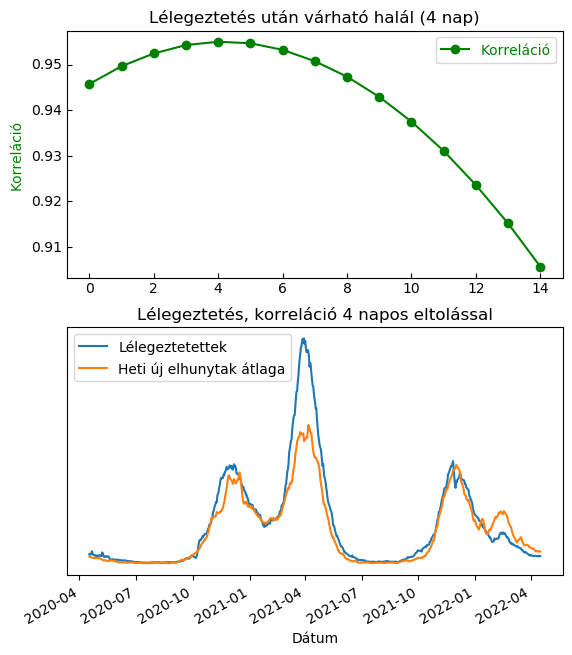 Lélegeztetés után várható halál (4 nap)
Korreláció
Korreláció
0.95
0.94
0.93
0.92
0.91
0 2 4 6 8 10 12 14
Lélegeztetés, korreláció 4 napos eltolással
Lélegeztetettek
Heti új elhunytak átlaga
2020-04 2020-07 2020-10 2021-01 2021-04 2021-07 2021-10 2022-01 2022-04
Dátum